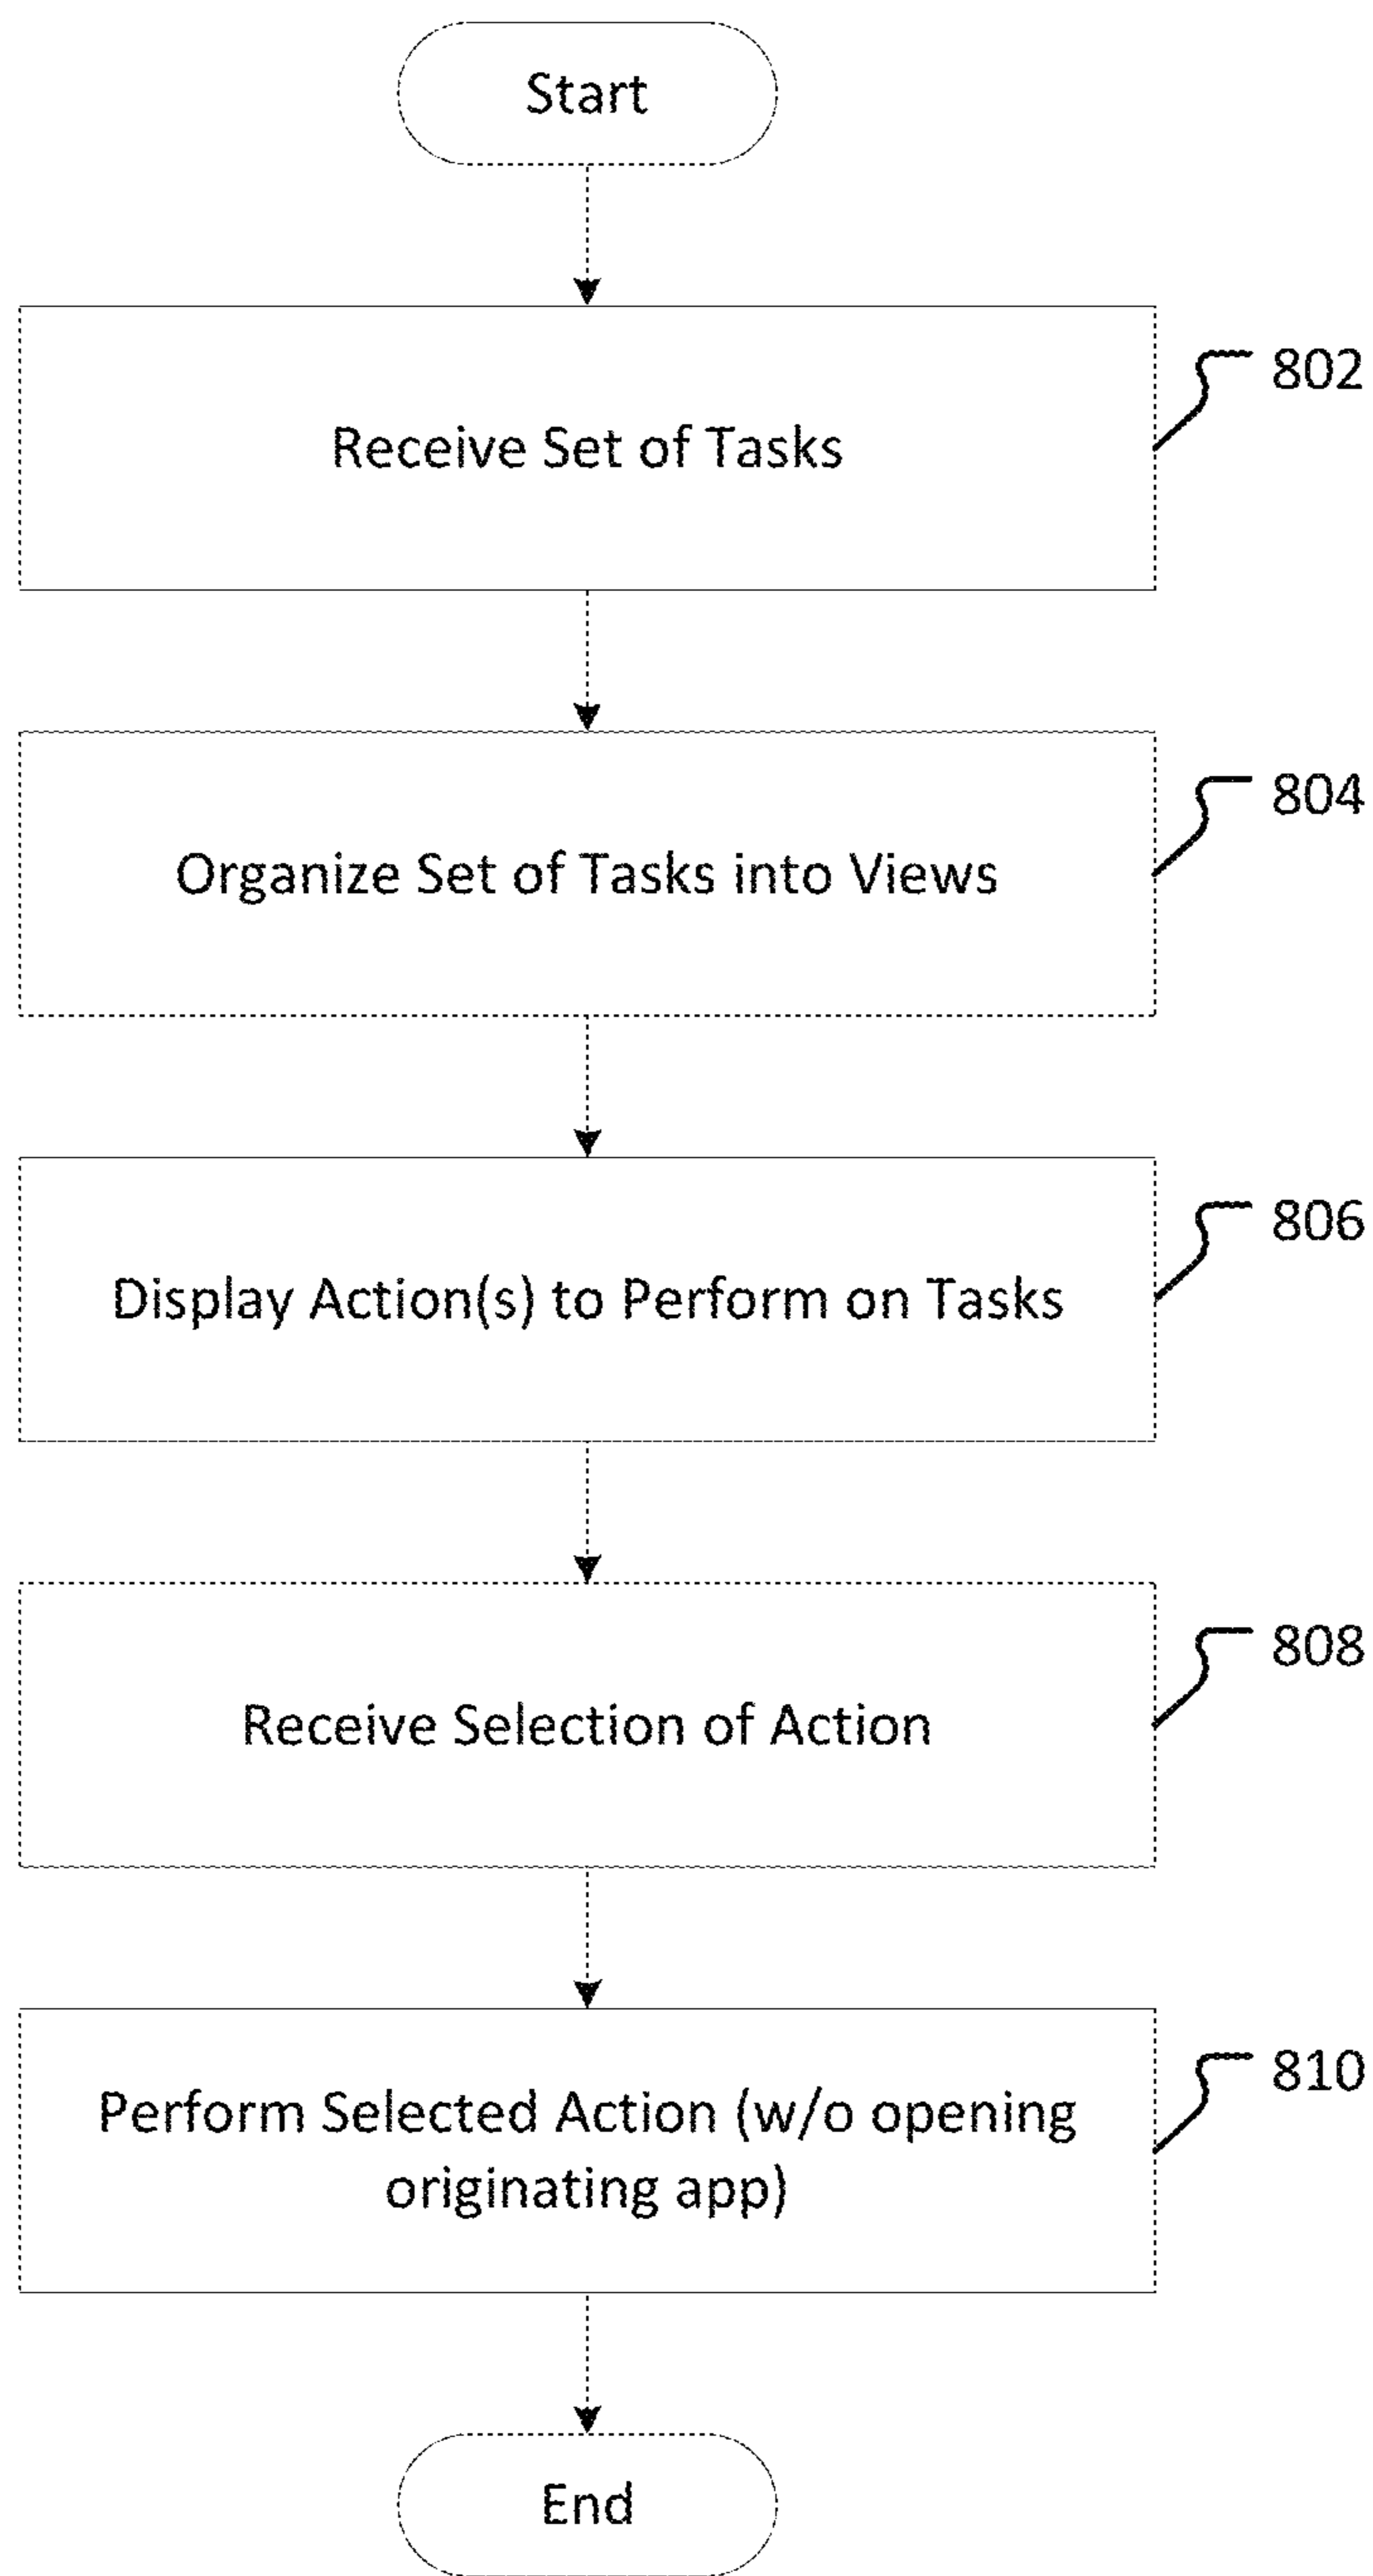 Start
802
Receive Set of Tasks
804
Organize Set of Tasks into Views
806
Display Action(s) to Perform on Tasks
808
Receive Selection of Action
810
Perform Selected Action (w/o opening
originating app)
End